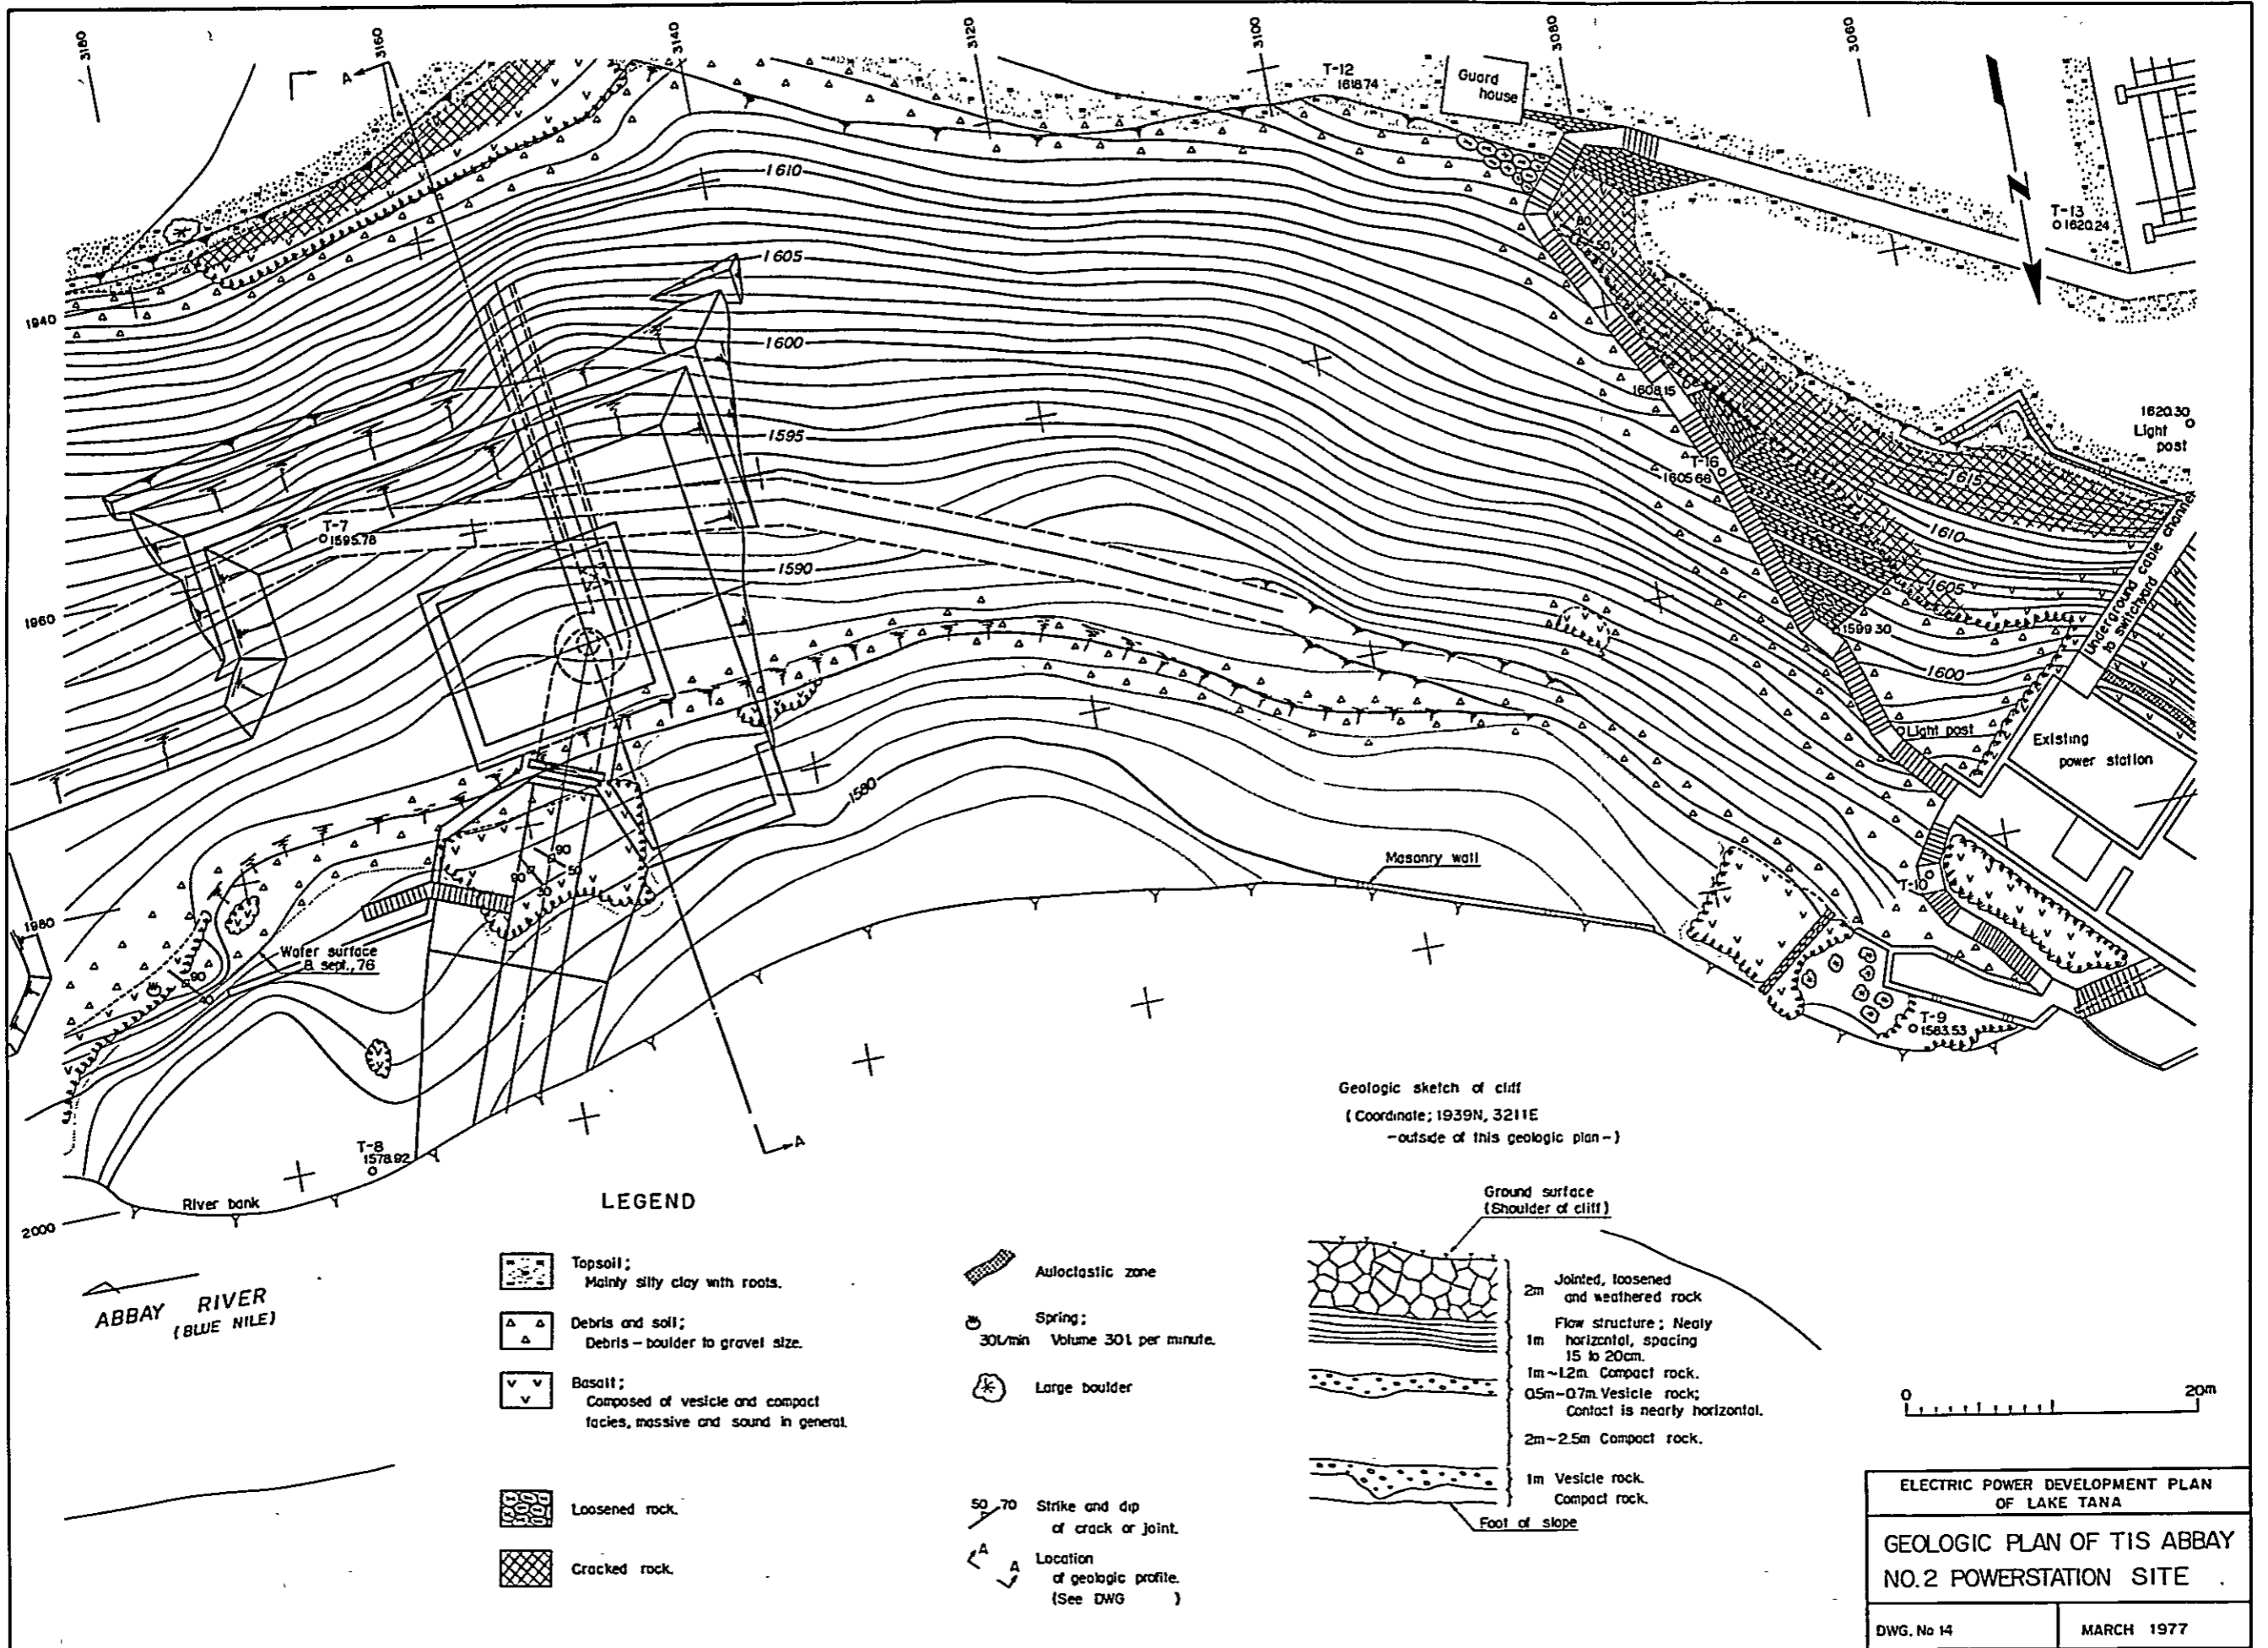 3180
3160
3140
3120
3100
3080
3060
A
T-12
1618.74
Guard
house
N
T-13
1620.24
1610
1605
1600
1595
1590
1580
60
50
1940
1960
1980
2000
1608.15
T-16
1605.66
1620.30
Light
post
1615
1610
1605
1600
T-7
1595.78
1599.30
Underground cable channel
to switchyard
Light post
Existing
power station
Masonry wall
T-10
T-9
1583.53
90
50
90
30
Water surface
8 sept., 76
90
40
T-8
1578.92
River bank
A
ABBAY RIVER
(BLUE NILE)
LEGEND
Topsoil;
Mainly silty clay with roots.
Debris and soil;
Debris - boulder to gravel size.
Basalt;
Composed of vesicle and compact
facies, massive and sound in general.
Loosened rock.
Cracked rock.
Autoclastic zone
Spring;
30l/min Volume 30l per minute.
Large boulder
50 70 Strike and dip
of crack or joint.
A
A
Location
of geologic profile.
(See DWG )
Geologic sketch of cliff
(Coordinate; 1939N, 3211E
-outside of this geologic plan-)
Ground surface
(Shoulder of cliff)
2m Jointed, loosened
and weathered rock
Flow structure; Nealy
1m horizontal, spacing
15 to 20cm.
1m~1.2m Compact rock.
0.5m~0.7m Vesicle rock;
Contact is nearly horizontal.
2m~2.5m Compact rock.
1m Vesicle rock.
Compact rock.
Foot of slope
0 20m
ELECTRIC POWER DEVELOPMENT PLAN
OF LAKE TANA
GEOLOGIC PLAN OF TIS ABBAY
NO.2 POWERSTATION SITE
DWG. No 14
MARCH 1977